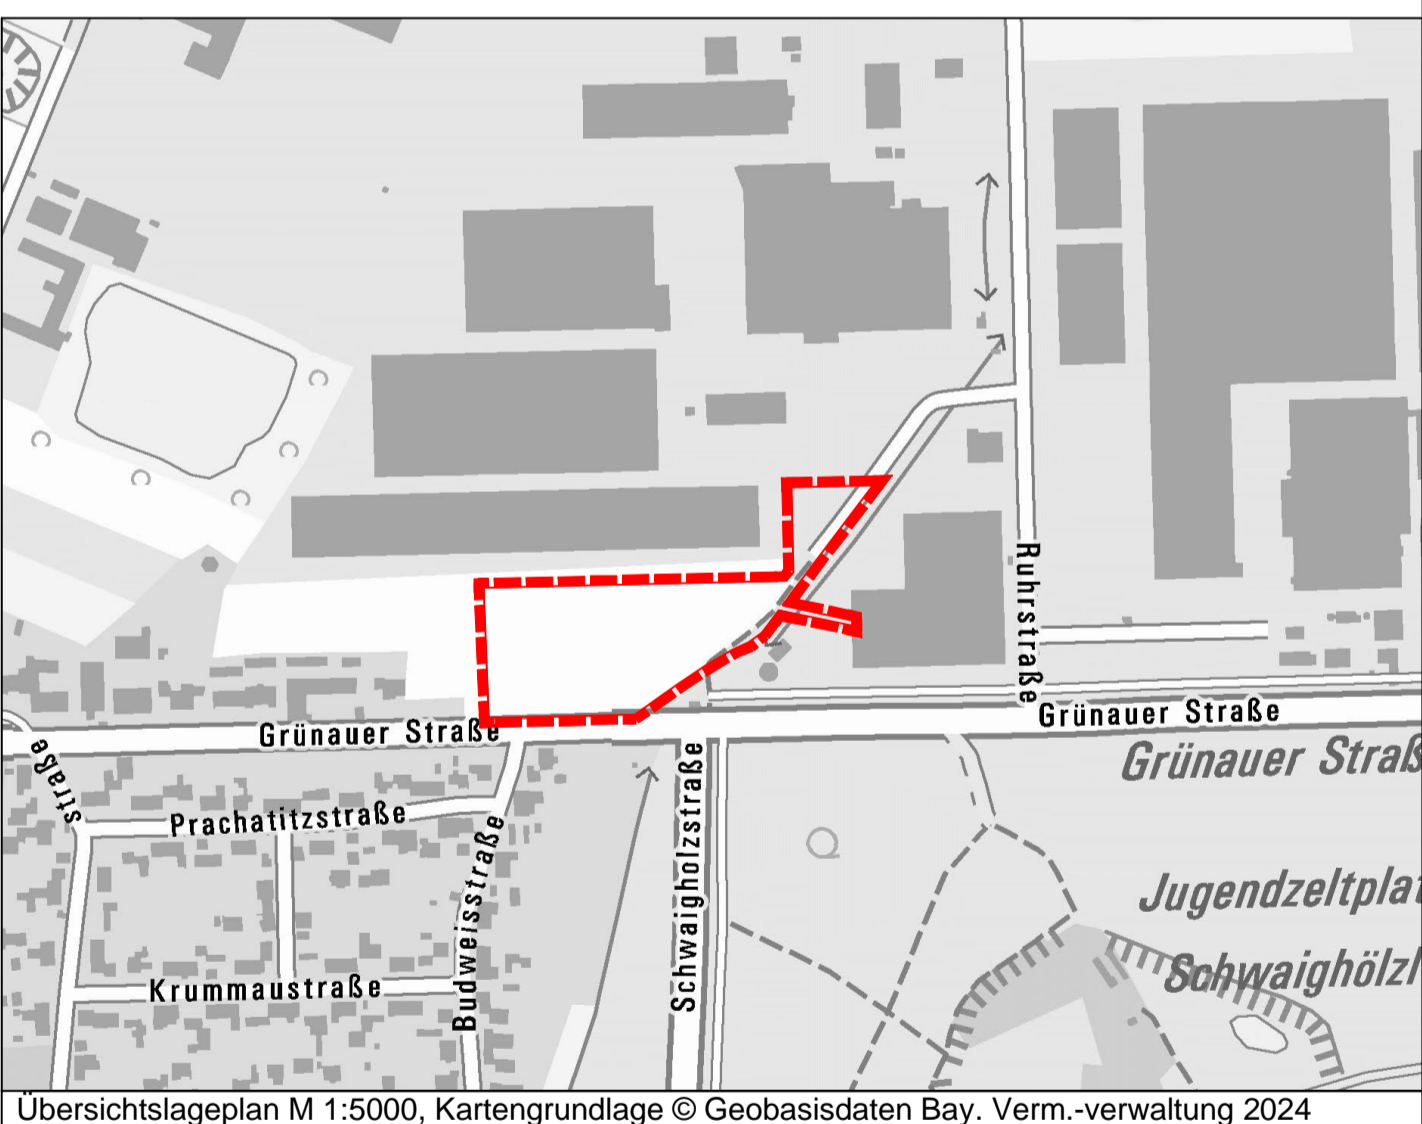 Ruhrstraße
Grünauer Straße
Grünauer Straße
Grünauer Straß
straße
Prachatitzstraße
Budweisstraße
Schwaigholzstraße
Krummaustraße
Jugendzeltplat
Schwaighölzl
Übersichtslageplan M 1:5000, Kartengrundlage © Geobasisdaten Bay. Verm.-verwaltung 2024